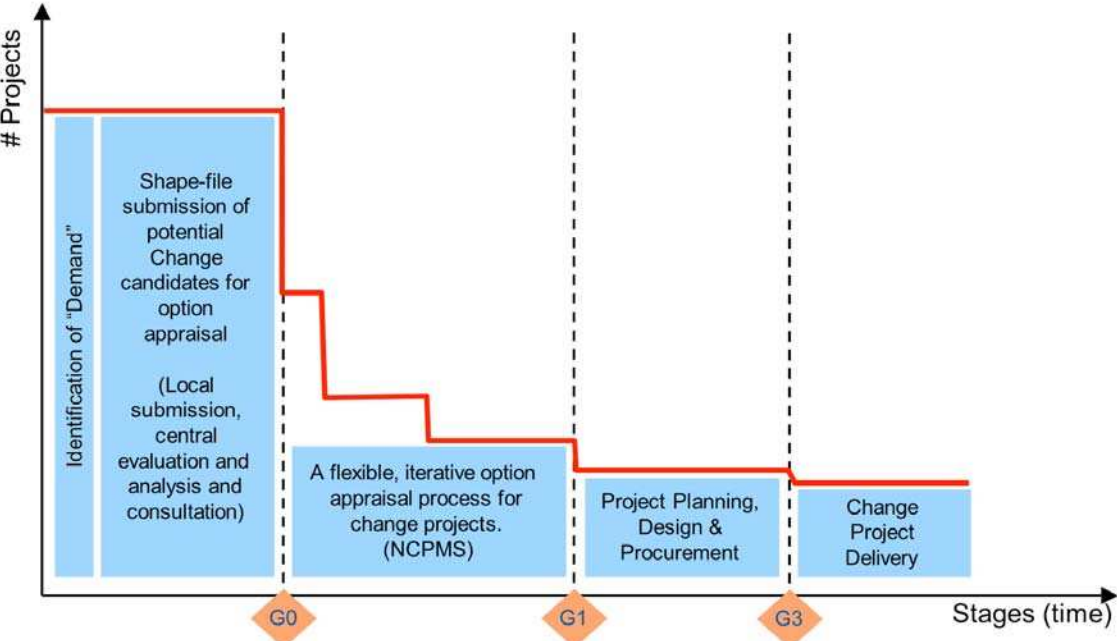 # Projects
Identification of "Demand"
Shape-file
submission of
potential
Change
candidates for
option
appraisal
(Local
submission,
central
evaluation and
analysis and
consultation)
A flexible, iterative option
appraisal process for
change projects.
(NCPMS)
Project Planning,
Design &
Procurement
Change
Project
Delivery
G0
G1
G3
Stages (time)